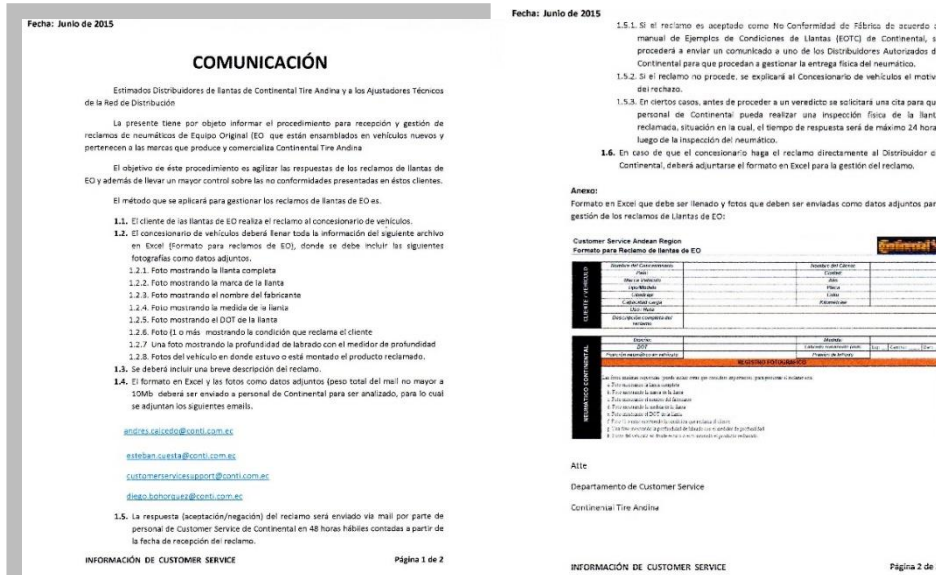 Fecha: Junio de 2015
COMUNICACIÓN
Estimados Distribuidores de llantas de Continental Tire Andina y a los Ajustadores Técnicos
de la Red de Distribución
La presente tiene por objeto informar el procedimiento para recepción y gestión de
reclamos de neumáticos de Equipo Original (EO que están ensamblados en vehículos nuevos y
pertenecen a las marcas que produce y comercializa Continental Tire Andina
El objetivo de éste procedimiento es agilizar las respuestas de los reclamos de llantas de
EO y además de llevar un mayor control sobre las no conformidades presentadas en éstos clientes.
El método que se aplicará para gestionar los reclamos de llantas de EO es.
1.1. El cliente de las llantas de EO realiza el reclamo al concesionario de vehículos.
1.2. El concesionario de vehículos deberá llenar toda la información del siguiente archivo
en Excel (Formato para reclamos de EO), donde se debe incluir las siguientes
fotografías como datos adjuntos.
1.2.1. Foto mostrando la llanta completa
1.2.2. Foto mostrando la marca de la llanta
1.2.3. Foto mostrando el nombre del fabricante
1.2.4. Foto mostrando la medida de la llanta
1.2.5. Foto mostrando el DOT de la llanta
1.2.6. Foto (1 o más mostrando la condición que reclama el cliente
1.2.7 Una foto mostrando la profundidad de labrado con el medidor de profundidad
1.2.8. Fotos del vehículo en donde estuvo o está montado el producto reclamado.
1.3. Se deberá incluir una breve descripción del reclamo.
1.4. El formato en Excel y las fotos como datos adjuntos (peso total del mail no mayor a
10Mb deberá ser enviado a personal de Continental para ser analizado, para lo cual
se adjuntan los siguientes emails.
andres.caicedo@conti.com.ec
esteban.cuesta@conti.com.ec
customerservicesupport@conti.com.ec
diego.bohorquez@conti.com.ec
1.5. La respuesta (aceptación/negación) del reclamo será enviado via mail por parte de
personal de Customer Service de Continental en 48 horas hábiles contadas a partir de
la fecha de recepción del reclamo.
INFORMACIÓN DE CUSTOMER SERVICE Página 1 de 2
Fecha: Junio de 2015
1.5.1. Si el reclamo es aceptado como No Conformidad de Fábrica de acuerdo
manual de Ejemplos de Condiciones de Llantas (EOTC) de Continental,
procederá a enviar un comunicado a uno de los Distribuidores Autorizados
Continental para que procedan a gestionar la entrega física del neumático.
1.5.2. Si el reclamo no procede, se explicará al Concesionario de vehículos el
del rechazo.
1.5.3. En ciertos casos, antes de proceder a un veredicto se solicitará una cita para
personal de Continental pueda realizar una inspección física de la
reclamada, situación en la cual, el tiempo de respuesta será de máximo 24
luego de la inspección del neumático.
1.6. En caso de que el concesionario haga el reclamo directamente al Distribuidor
Continental, deberá adjuntarse el formato en Excel para la gestión del reclamo.
Anexo:
Formato en Excel que debe ser llenado y fotos que deben ser enviadas como datos adjuntos
gestión de los reclamos de Llantas de EO:
Customer Service Andean Region
Formato para Reclamo de llantas de EO
CLIENTE / VEHÍCULO
Nombre del Concesionario Nombre del Cliente
Capacidad carga Kilometraje
Descripción completa del
reclamo
NEUMÁTICO CONTINENTAL
Diseño Medida
DOT
REGISTRO FOTOGRÁFICO
Atte
Departamento de Customer Service
Continental Tire Andina
INFORMACIÓN DE CUSTOMER SERVICE Página 2 de